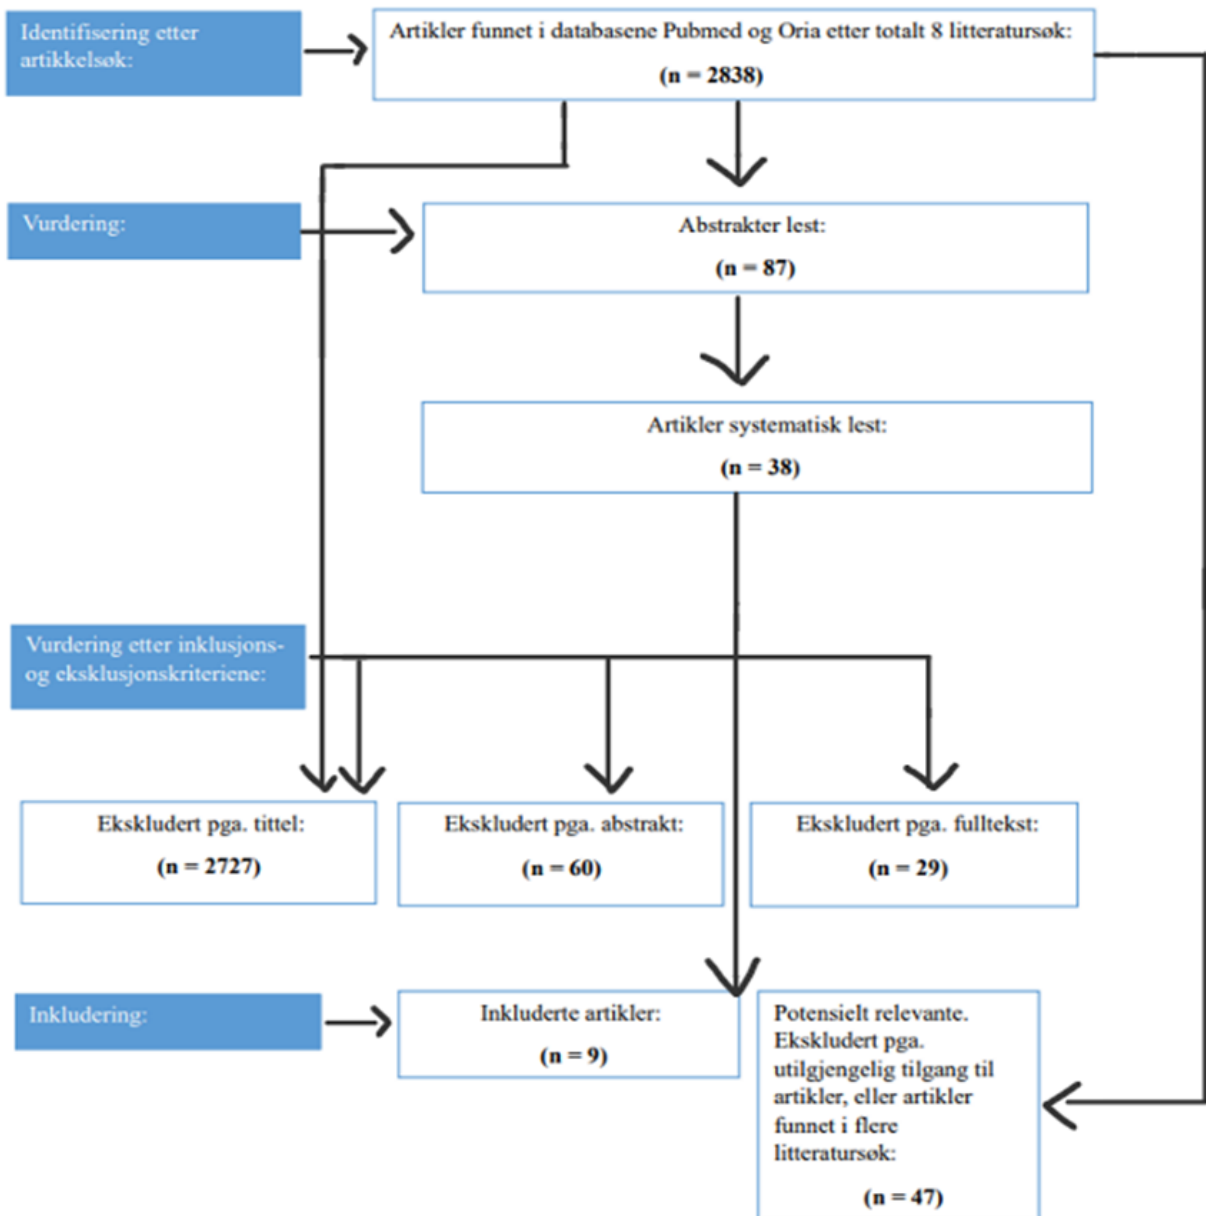 Identifisering etter
artikkelsøk:
Artikler funnet i databasene Pubmed og Oria etter totalt 8 litteratursøk:
(n = 2838)
Vurdering:
Abstrakter lest:
(n = 87)
Artikler systematisk lest:
(n = 38)
Vurdering etter inklusjons-
og eksklusjonskriteriene:
Ekskludert pga. tittel:
(n = 2727)
Ekskludert pga. abstrakt:
(n = 60)
Ekskludert pga. fulltekst:
(n = 29)
Inkludering:
Inkluderte artikler:
(n = 9)
Potensielt relevante.
Ekskludert pga.
utilgjengelig tilgang til
artikler, eller artikler
funnet i flere
litteratursøk:
(n = 47)